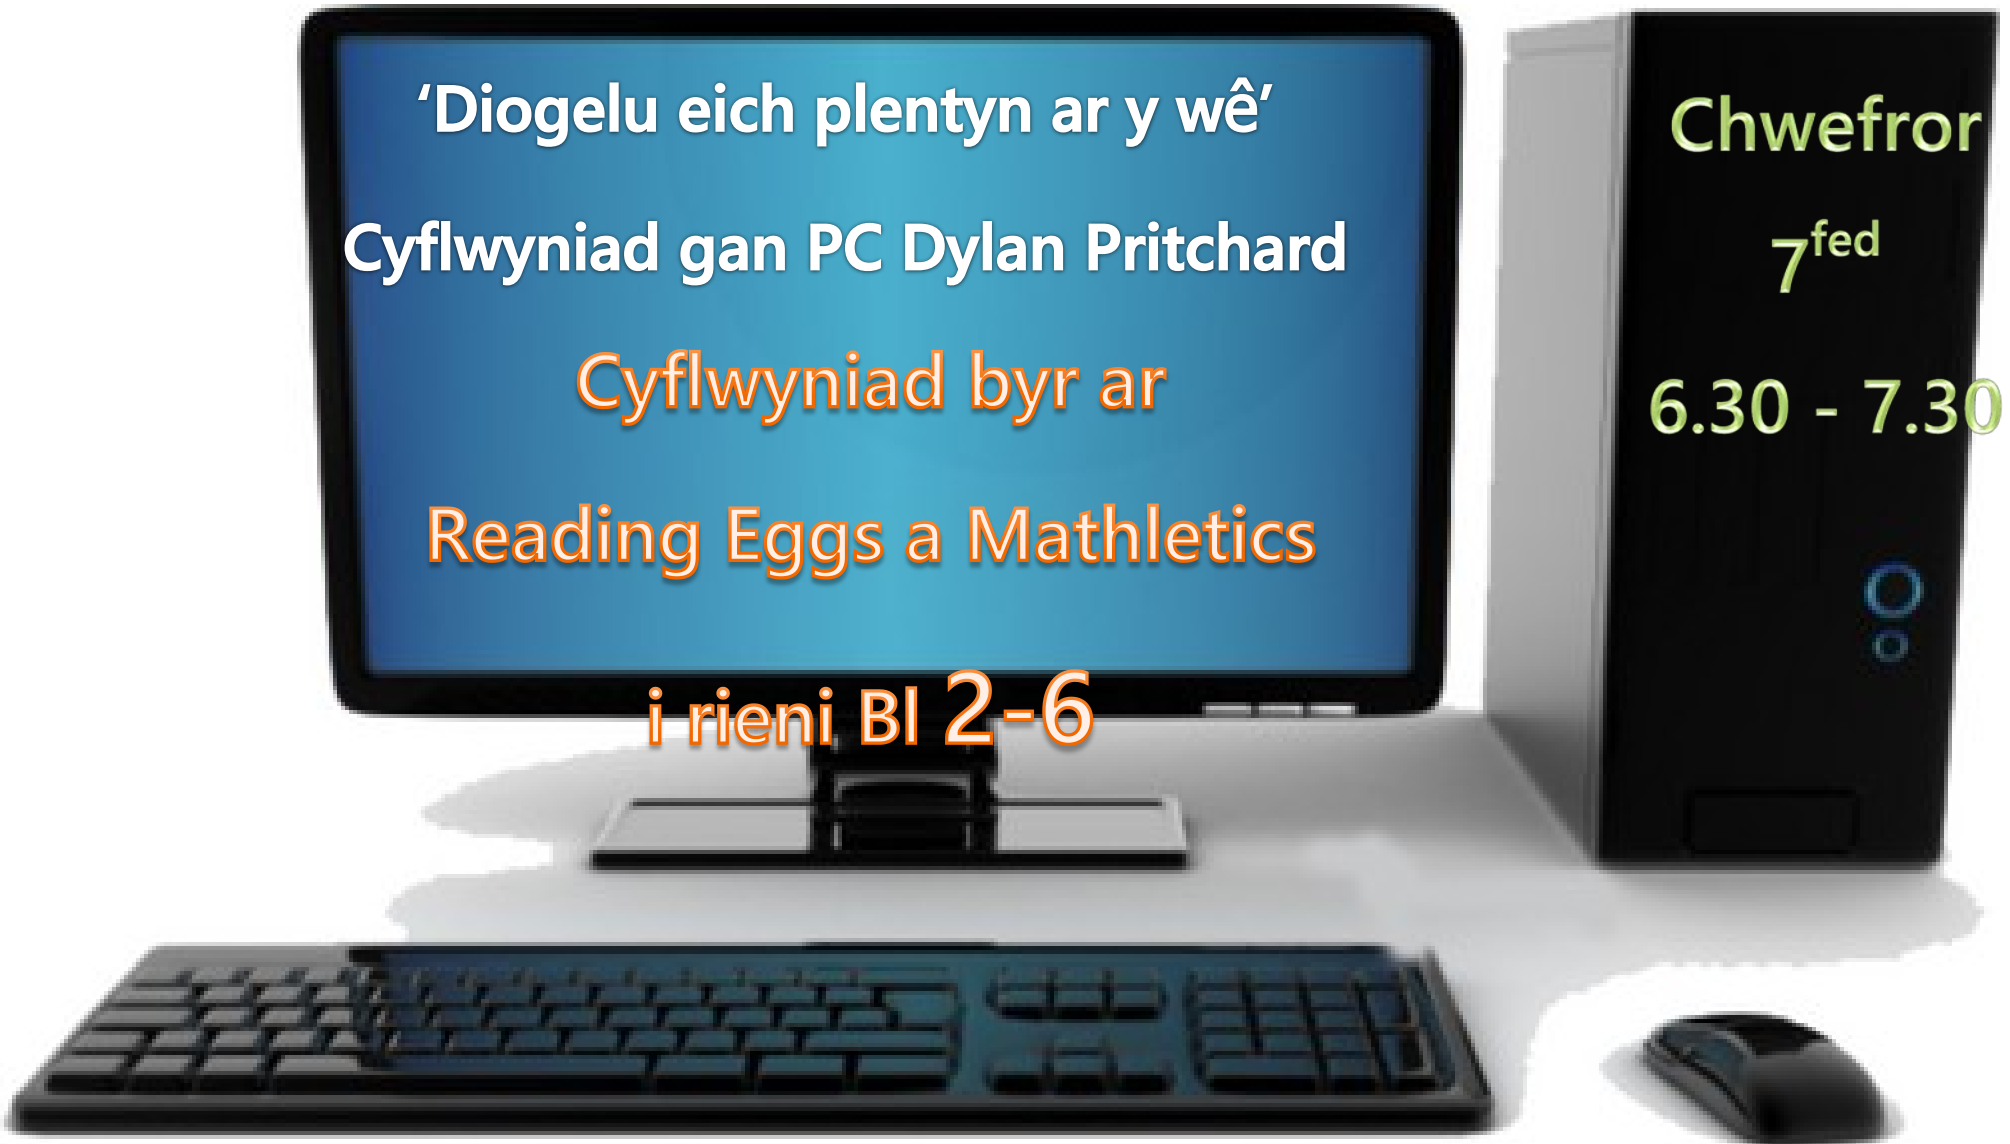 ‘Diogelu eich plentyn ar y wê’
Cyflwyniad gan PC Dylan Pritchard
Cyflwyniad byr ar
Reading Eggs a Mathletics
i rieni Bl 2-6
Chwefror
7fed
6.30 - 7.30